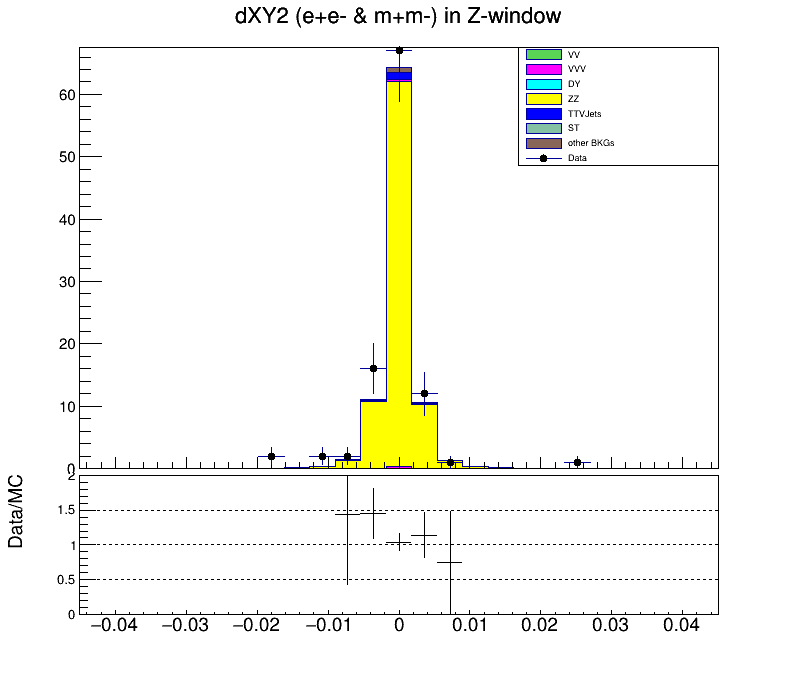 dXY2 (e+e- & m+m-) in Z-window
VV
VVV
DY
ZZ
TTVJets
ST
other BKGs
Data
60
50
40
30
20
10
0
Data/MC
2
1.5
1
0.5
0
−0.04 −0.03 −0.02 −0.01 0 0.01 0.02 0.03 0.04